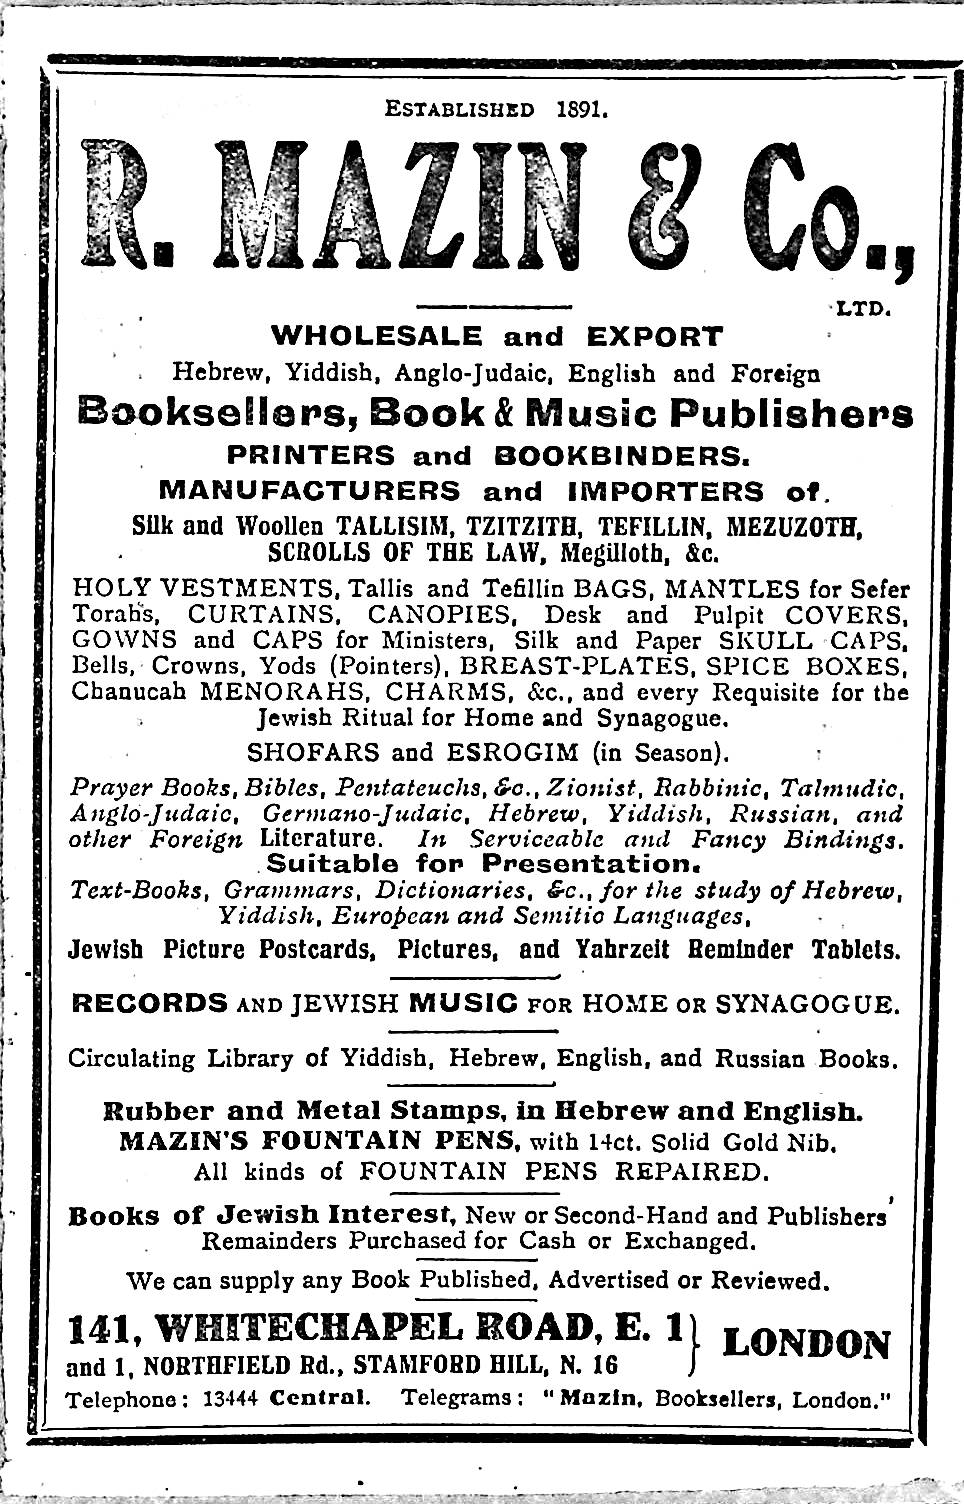 ESTABLISHED 1891.
R. MAZIN & Co.,
LTD.
WHOLESALE and EXPORT
Hebrew, Yiddish, Anglo-Judaic, English and Foreign
Booksellers, Book & Music Publishers
PRINTERS and BOOKBINDERS.
MANUFACTURERS and IMPORTERS of.
Silk and Woollen TALLISIM, TZITZITH, TEFILLIN, MEZUZOTH,
SCROLLS OF THE LAW, Megilloth, &c.
HOLY VESTMENTS, Tallis and Tefillin BAGS, MANTLES for Sefer
Torah's, CURTAINS, CANOPIES, Desk and Pulpit COVERS,
GOWNS and CAPS for Ministers, Silk and Paper SKULL CAPS,
Bells, Crowns, Yods (Pointers), BREAST-PLATES, SPICE BOXES,
Chanucah MENORAHS, CHARMS, &c., and every Requisite for the
Jewish Ritual for Home and Synagogue.
SHOFARS and ESROGIM (in Season).
Prayer Books, Bibles, Pentateuchs, &c., Zionist, Rabbinic, Talmudic,
Anglo-Judaic, Germano-Judaic, Hebrew, Yiddish, Russian, and
other Foreign Literature. In Serviceable and Fancy Bindings.
Suitable for Presentation.
Text-Books, Grammars, Dictionaries, &c., for the study of Hebrew,
Yiddish, European and Semitic Languages,
Jewish Picture Postcards, Pictures, and Yahrzeit Reminder Tablets.
RECORDS AND JEWISH MUSIC FOR HOME OR SYNAGOGUE.
Circulating Library of Yiddish, Hebrew, English, and Russian Books.
Rubber and Metal Stamps, in Hebrew and English.
MAZIN'S FOUNTAIN PENS, with 14ct. Solid Gold Nib.
All kinds of FOUNTAIN PENS REPAIRED.
Books of Jewish Interest, New or Second-Hand and Publishers'
Remainders Purchased for Cash or Exchanged.
We can supply any Book Published, Advertised or Reviewed.
141, WHITECHAPEL ROAD, E. 1 } LONDON
and 1, NORTHFIELD Rd., STAMFORD HILL, N. 16
Telephone: 13444 Central. Telegrams: "Mazin, Booksellers, London."